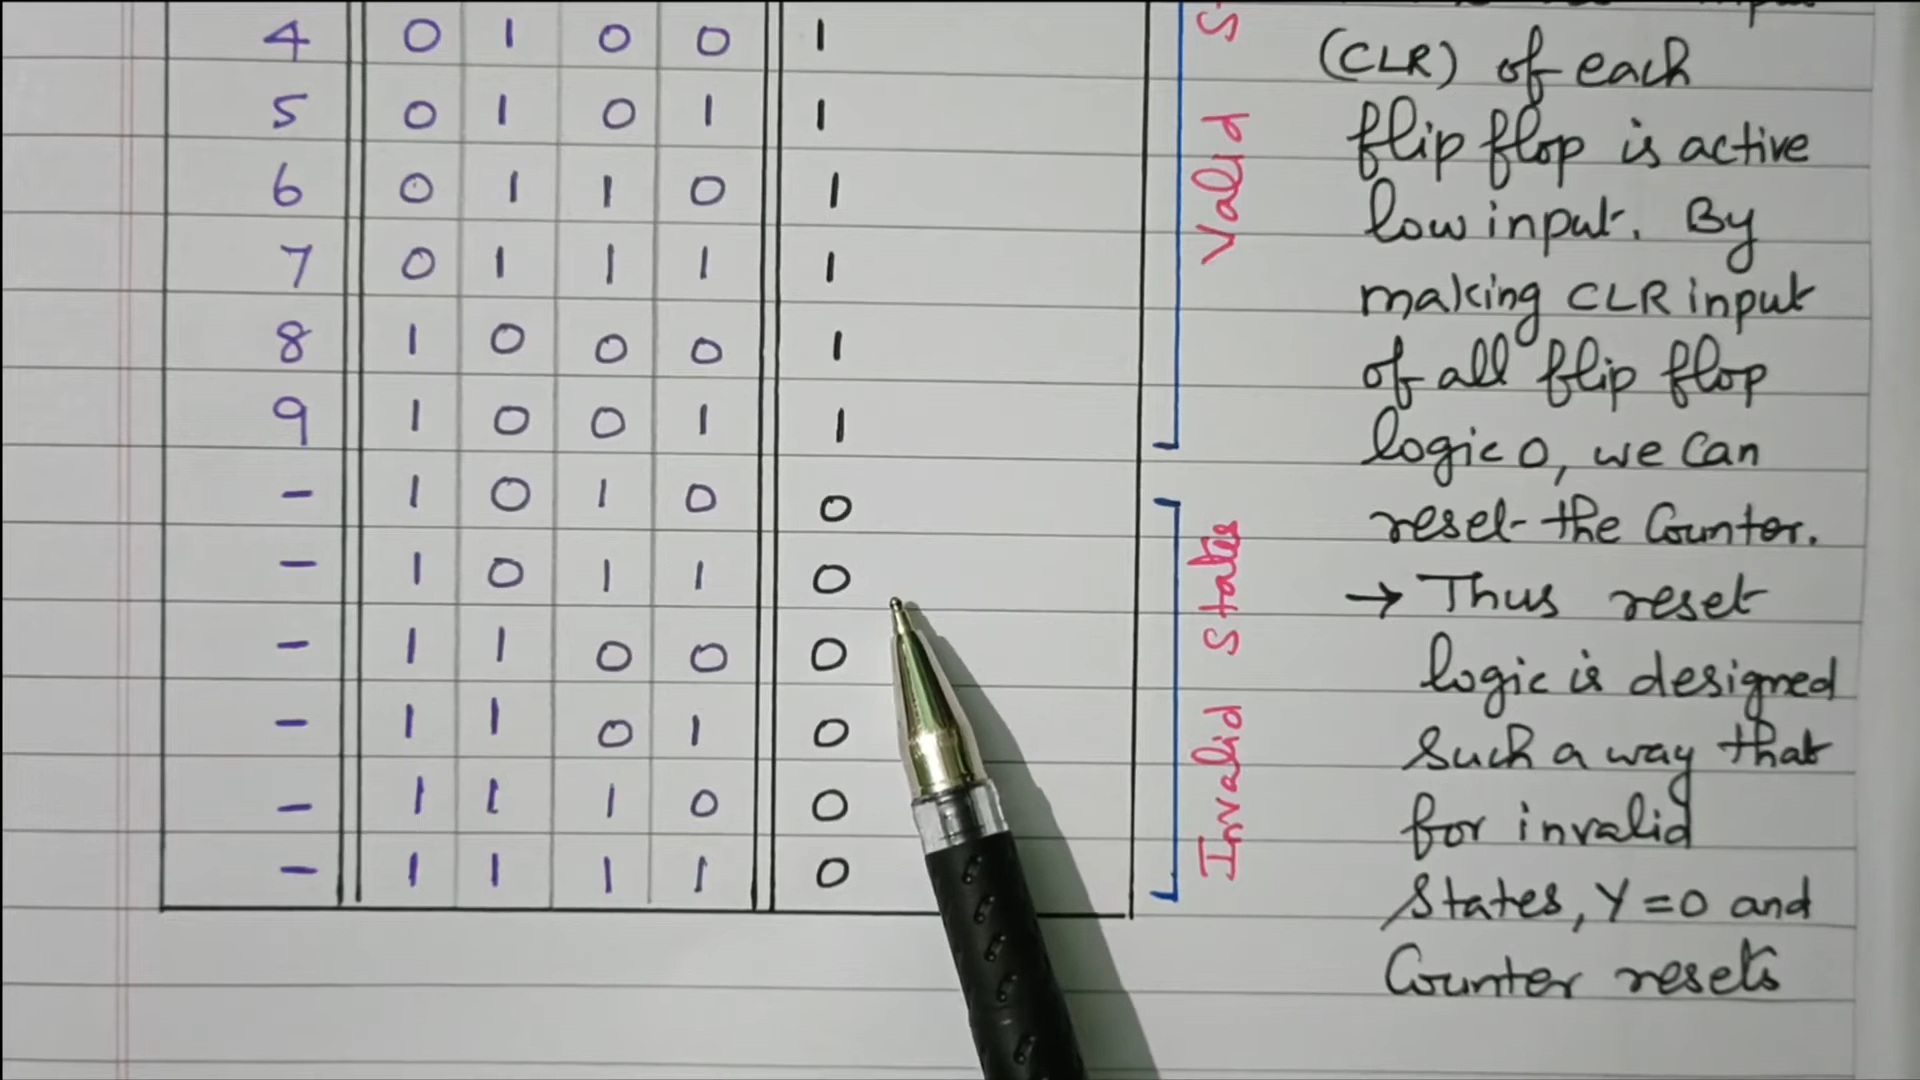 4 0 1 0 0 1
5 0 1 0 1 1
6 0 1 1 0 1
7 0 1 1 1 1
8 1 0 0 0 1
9 1 0 0 1 1
- 1 0 1 0 0
- 1 0 1 1 0
- 1 1 0 0 0
- 1 1 0 1 0
- 1 1 1 0 0
- 1 1 1 1 0
Valid
Invalid States
(CLR) of each
flip flop is active
low input. By
making CLR input
of all flip flop
logic 0, we can
reset the Counter.
→ Thus reset
logic is designed
such a way that
for invalid
states, Y=0 and
Counter resets